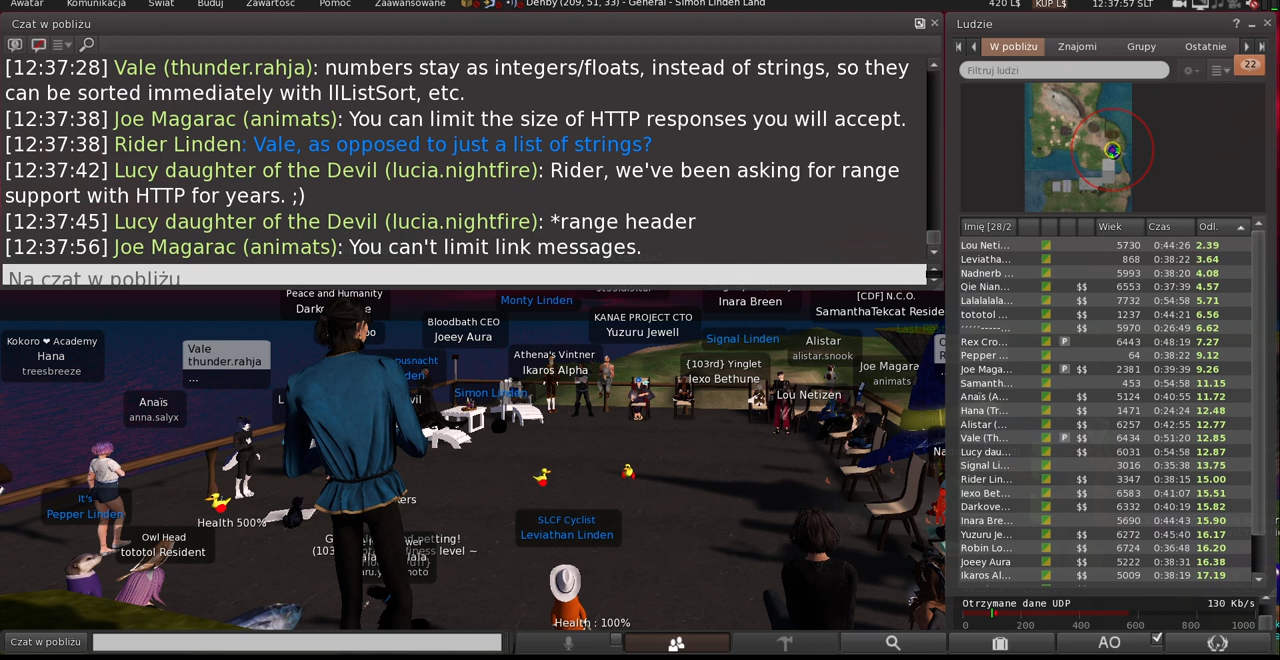 Awatar Komunikacja Świat Buduj Zawartość Pomoc Zaawansowane Denby (209, 51, 33) - General - Simon Linden Land 420 L$ KUP L$ 12:37:57 SLT
Czat w pobliżu
[12:37:28] Vale (thunder.rahja): numbers stay as integers/floats, instead of strings, so they
can be sorted immediately with llListSort, etc.
[12:37:38] Joe Magarac (animats): You can limit the size of HTTP responses you will accept.
[12:37:38] Rider Linden: Vale, as opposed to just a list of strings?
[12:37:42] Lucy daughter of the Devil (lucia.nightfire): Rider, we've been asking for range
support with HTTP for years. ;)
[12:37:45] Lucy daughter of the Devil (lucia.nightfire): *range header
[12:37:56] Joe Magarac (animats): You can't limit link messages.
Na czat w pobliżu
Peace and Humanity
Monty Linden
Inara Breen
[CDF] N.C.O.
SamanthaTekcat Reside
Kokoro ❤ Academy
Hana
treesbreeze
Vale
thunder.rahja
...
Bloodbath CEO
Joeey Aura
KANAE PROJECT CTO
Yuzuru Jewell
Signal Linden
Alistar
alistar.snook
Athena's Vintner
Ikaros Alpha
{103rd} Yinglet
Iexo Bethune
Joe Magara
animats
Simon Linden
Lou Netizen
Anaïs
anna.salyx
It's
Pepper Linden
Health 500%
Owl Head
tototol Resident
SLCF Cyclist
Leviathan Linden
Health : 100%
Czat w pobliżu
Ludzie
W pobliżu Znajomi Grupy Ostatnie
Filtruj ludzi
22
Imię [28/2 Wiek Czas Odl.
Lou Neti... 5730 0:44:26 2.39
Leviatha... 868 0:38:22 3.64
Nadnerb ... 5993 0:38:20 4.08
Qie Nian... $$ 6553 0:37:39 4.57
Lalalalala... $$ 7732 0:54:58 5.71
tototol ... $$ 1237 0:44:21 6.56
$$ 5970 0:26:49 6.62
Rex Cro... P 6443 0:48:19 7.27
Pepper ... 64 0:38:22 9.12
Joe Maga... P $$ 2381 0:39:39 9.26
Samanth... 453 0:54:58 11.15
Anaïs (A... $$ 5124 0:40:55 11.72
Hana (Tr... $$ 1471 0:24:24 12.48
Alistar (... $$ 6257 0:42:55 12.77
Vale (Th... P $$ 6434 0:51:20 12.85
Lucy dau... $$ 6031 0:54:58 12.87
Signal Li... 3016 0:35:38 13.75
Rider Lin... $$ 3347 0:38:15 15.00
Iexo Bet... $$ 6583 0:41:07 15.51
Darkove... $$ 6332 0:40:19 15.82
Inara Bre... 5690 0:44:43 15.90
Yuzuru Je... $$ 6272 0:45:40 16.17
Robin Lo... $$ 6724 0:36:48 16.20
Joeey Aura $$ 5222 0:38:31 16.38
Ikaros Al... $$ 5009 0:38:19 17.19
Otrzymane dane UDP 130 Kb/s
0 200 400 600 800 1000
AO